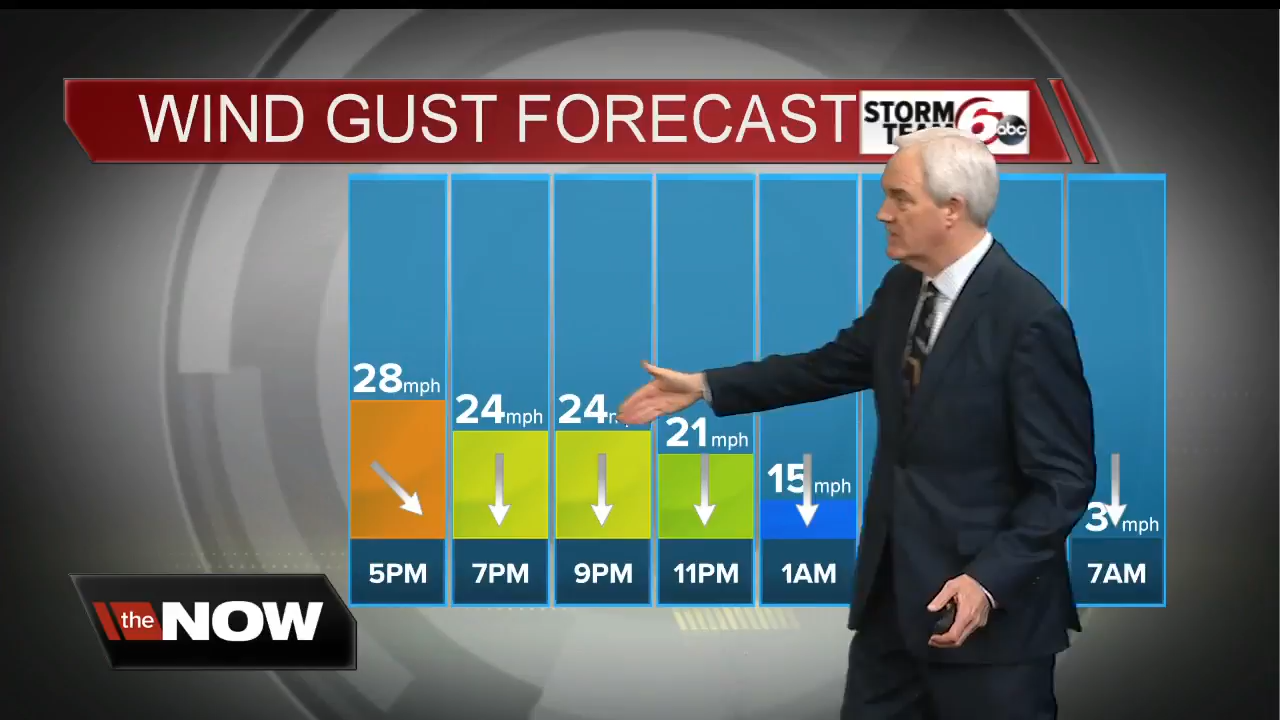 WIND GUST FORECAST
STORM
TEAM
6
abc
28mph
24mph
24
21mph
15mph
3mph
5PM
7PM
9PM
11PM
1AM
7AM
the NOW